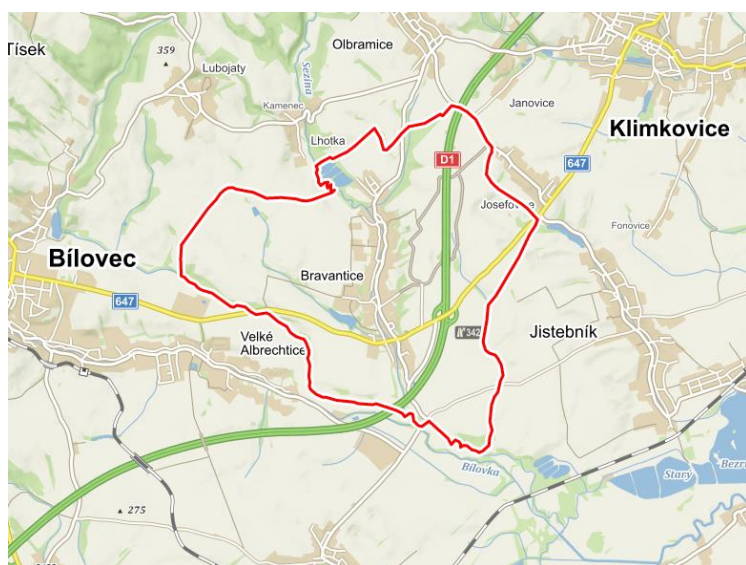 Tísek
359
Lubojaty
Olbramice
Sezina
Kamenec
Janovice
Klimkovice
Lhotka
D1
647
Josefovice
Fonovice
Bílovec
Bravantice
647
342
Jistebník
Velké
Albrechtice
Bílovka
Starý
275